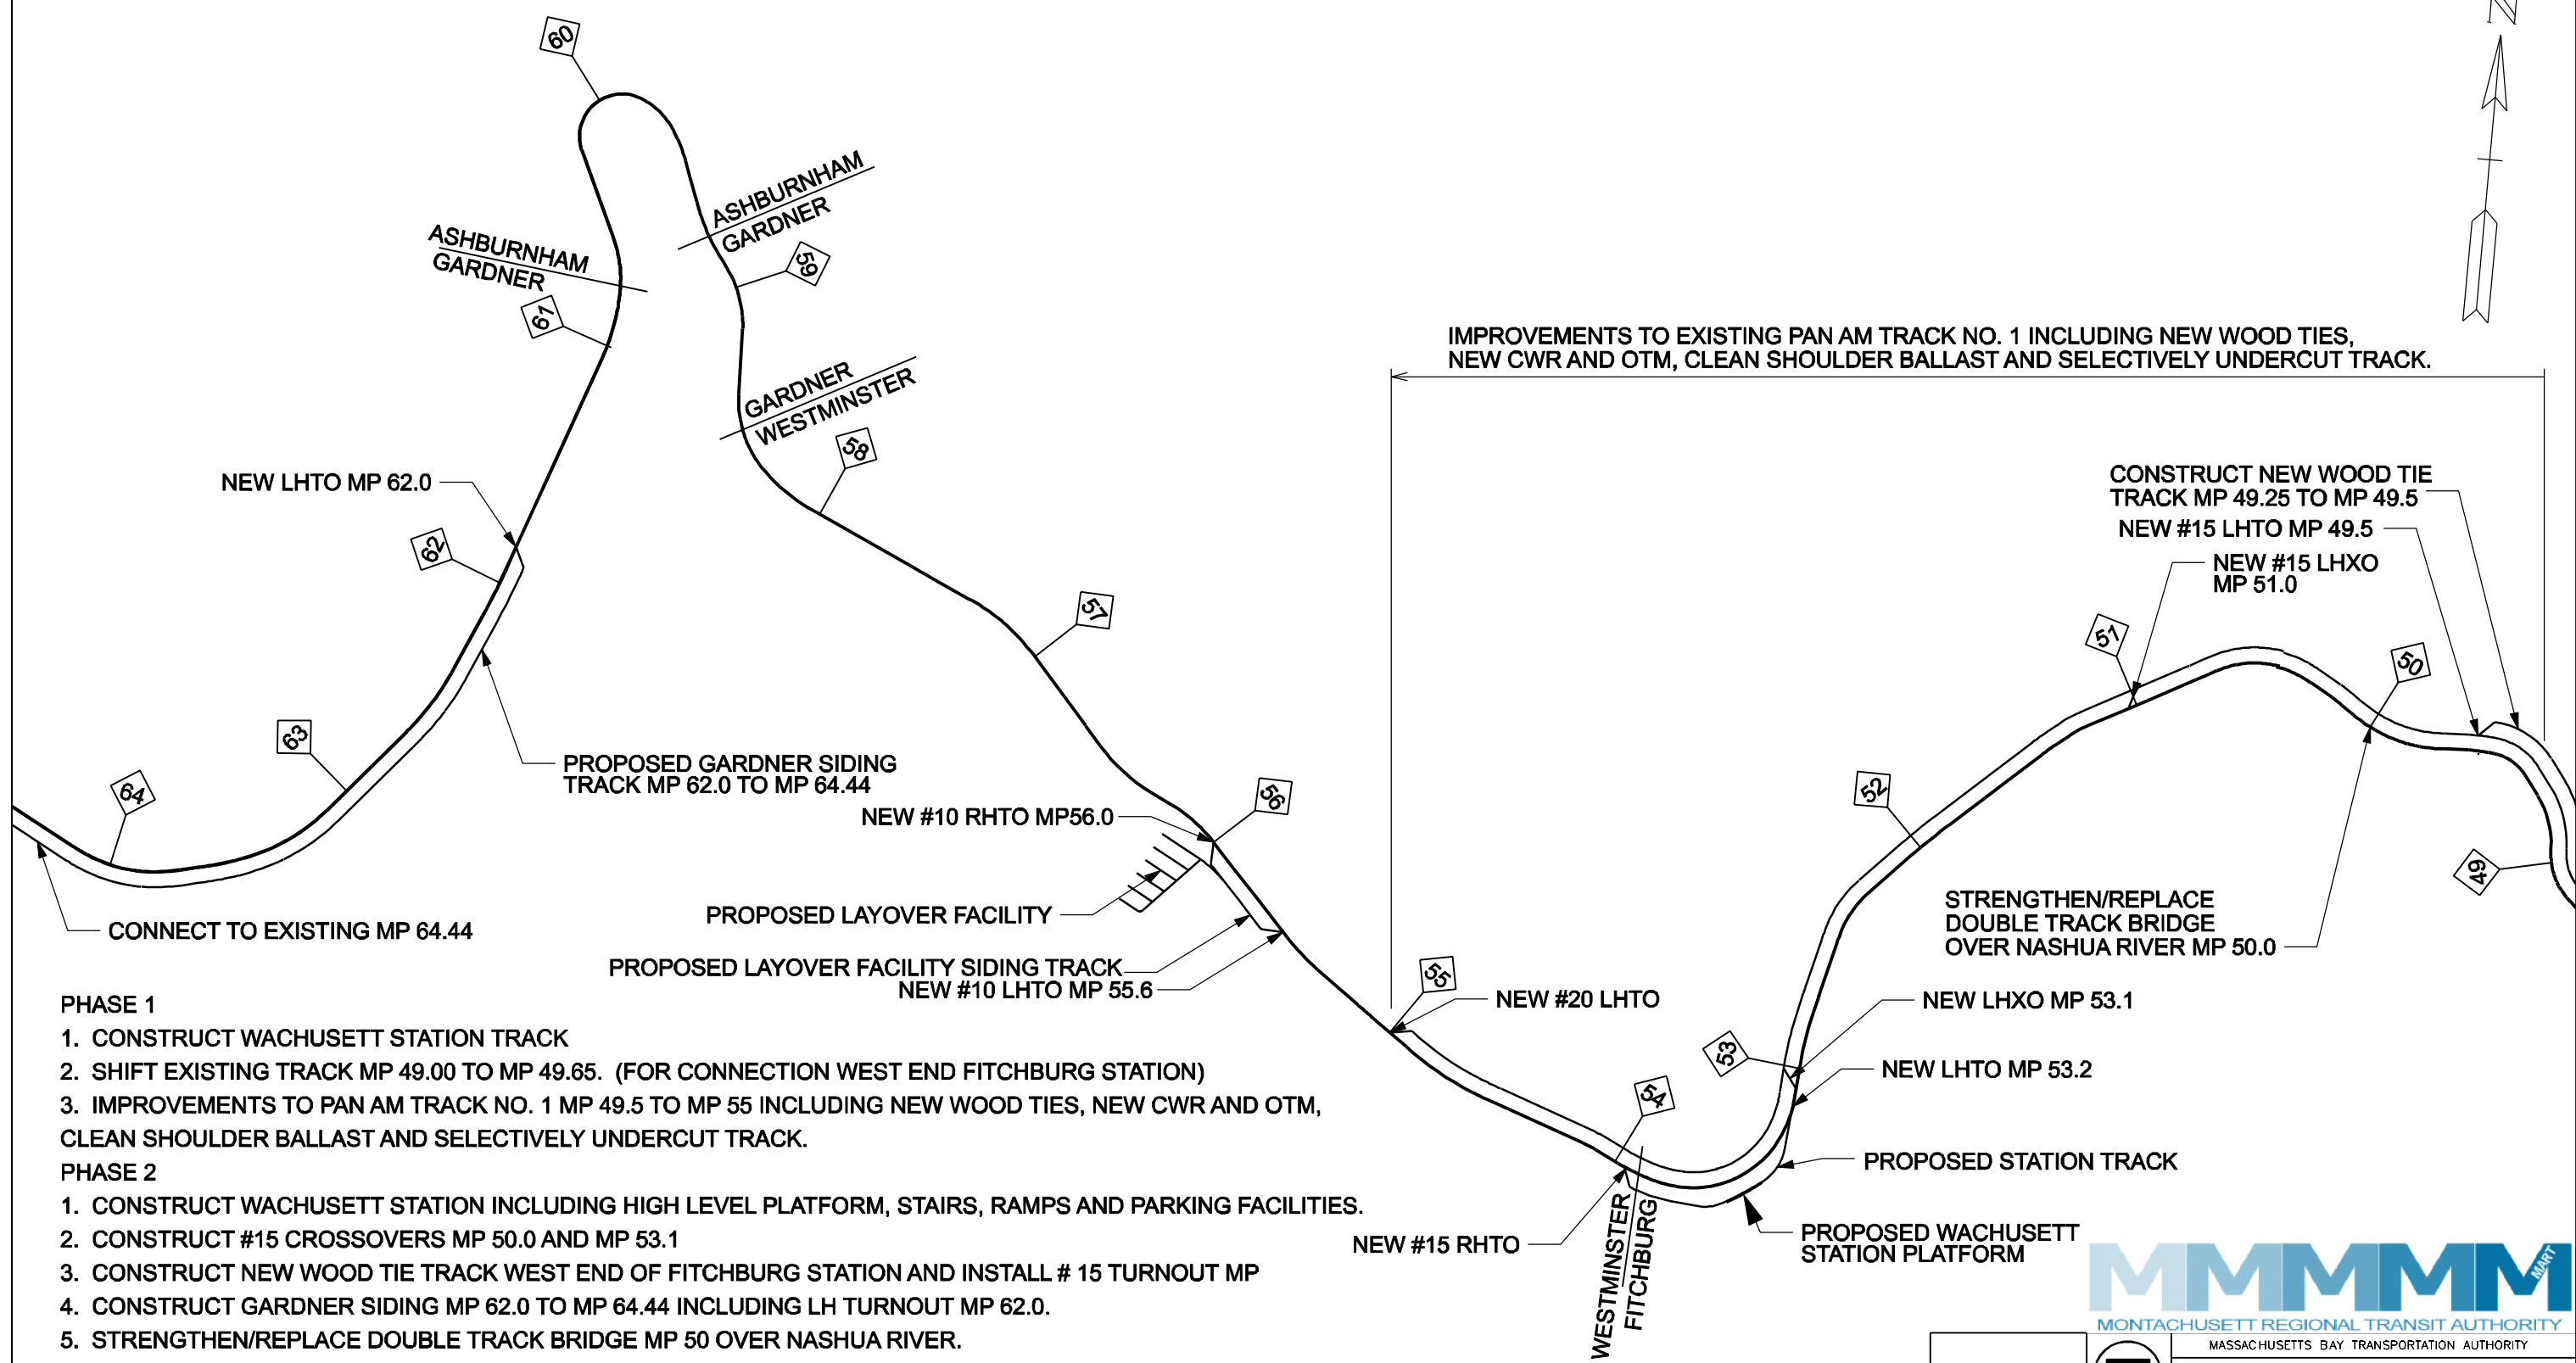 N
60
ASHBURNHAM
GARDNER
59
ASHBURNHAM
GARDNER
61
IMPROVEMENTS TO EXISTING PAN AM TRACK NO. 1 INCLUDING NEW WOOD TIES,
NEW CWR AND OTM, CLEAN SHOULDER BALLAST AND SELECTIVELY UNDERCUT TRACK.
GARDNER
WESTMINSTER
58
NEW LHTO MP 62.0
62
CONSTRUCT NEW WOOD TIE
TRACK MP 49.25 TO MP 49.5
NEW #15 LHTO MP 49.5
NEW #15 LHXO
MP 51.0
57
51
50
63
PROPOSED GARDNER SIDING
TRACK MP 62.0 TO MP 64.44
64
56
52
NEW #10 RHTO MP56.0
49
PROPOSED LAYOVER FACILITY
CONNECT TO EXISTING MP 64.44
STRENGTHEN/REPLACE
DOUBLE TRACK BRIDGE
OVER NASHUA RIVER MP 50.0
PROPOSED LAYOVER FACILITY SIDING TRACK
NEW #10 LHTO MP 55.6
55
NEW #20 LHTO
NEW LHXO MP 53.1
53
NEW LHTO MP 53.2
54
PROPOSED STATION TRACK
NEW #15 RHTO
WESTMINSTER
FITCHBURG
PROPOSED WACHUSETT
STATION PLATFORM
PHASE 1
1. CONSTRUCT WACHUSETT STATION TRACK
2. SHIFT EXISTING TRACK MP 49.00 TO MP 49.65. (FOR CONNECTION WEST END FITCHBURG STATION)
3. IMPROVEMENTS TO PAN AM TRACK NO. 1 MP 49.5 TO MP 55 INCLUDING NEW WOOD TIES, NEW CWR AND OTM,
CLEAN SHOULDER BALLAST AND SELECTIVELY UNDERCUT TRACK.
PHASE 2
1. CONSTRUCT WACHUSETT STATION INCLUDING HIGH LEVEL PLATFORM, STAIRS, RAMPS AND PARKING FACILITIES.
2. CONSTRUCT #15 CROSSOVERS MP 50.0 AND MP 53.1
3. CONSTRUCT NEW WOOD TIE TRACK WEST END OF FITCHBURG STATION AND INSTALL # 15 TURNOUT MP
4. CONSTRUCT GARDNER SIDING MP 62.0 TO MP 64.44 INCLUDING LH TURNOUT MP 62.0.
5. STRENGTHEN/REPLACE DOUBLE TRACK BRIDGE MP 50 OVER NASHUA RIVER.
MMMMM
MART
MONTACHUSETT REGIONAL TRANSIT AUTHORITY
MASSACHUSETTS BAY TRANSPORTATION AUTHORITY